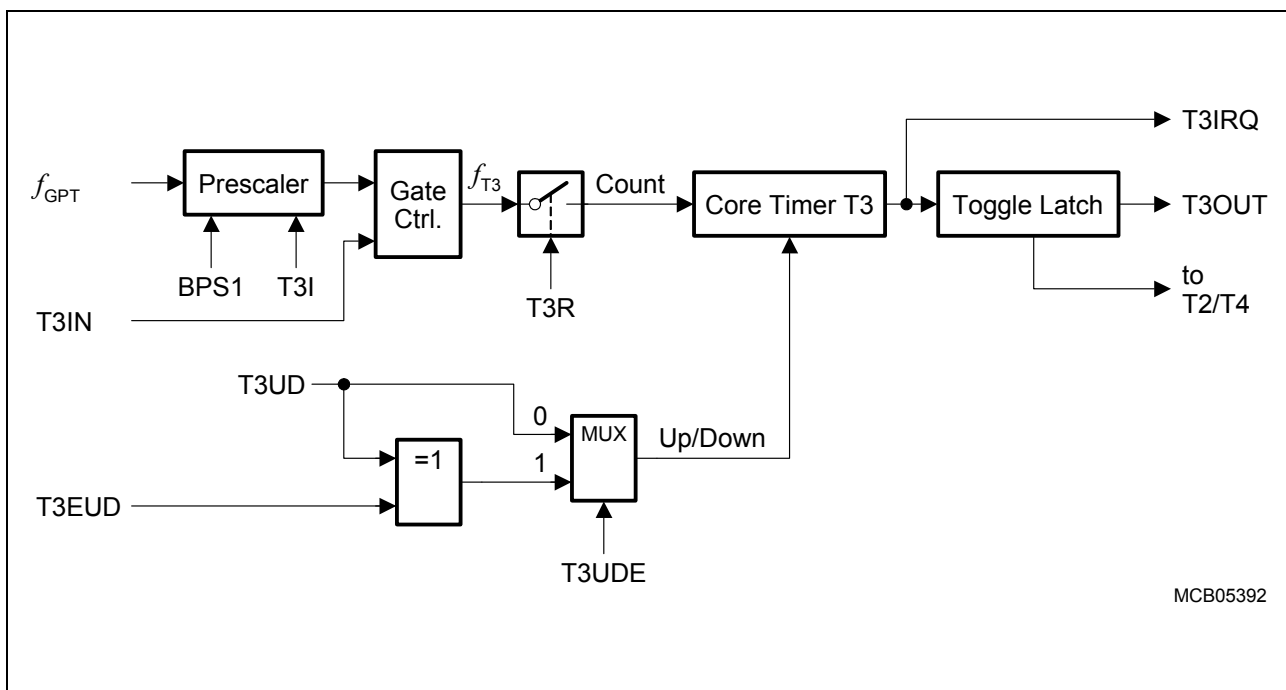 T3IRQ
fGPT
Prescaler
Gate
Ctrl.
fT3
Count
Core Timer T3
Toggle Latch
T3OUT
BPS1
T3I
T3R
to
T2/T4
T3IN
T3UD
0
MUX
Up/Down
=1
1
T3EUD
T3UDE
MCB05392